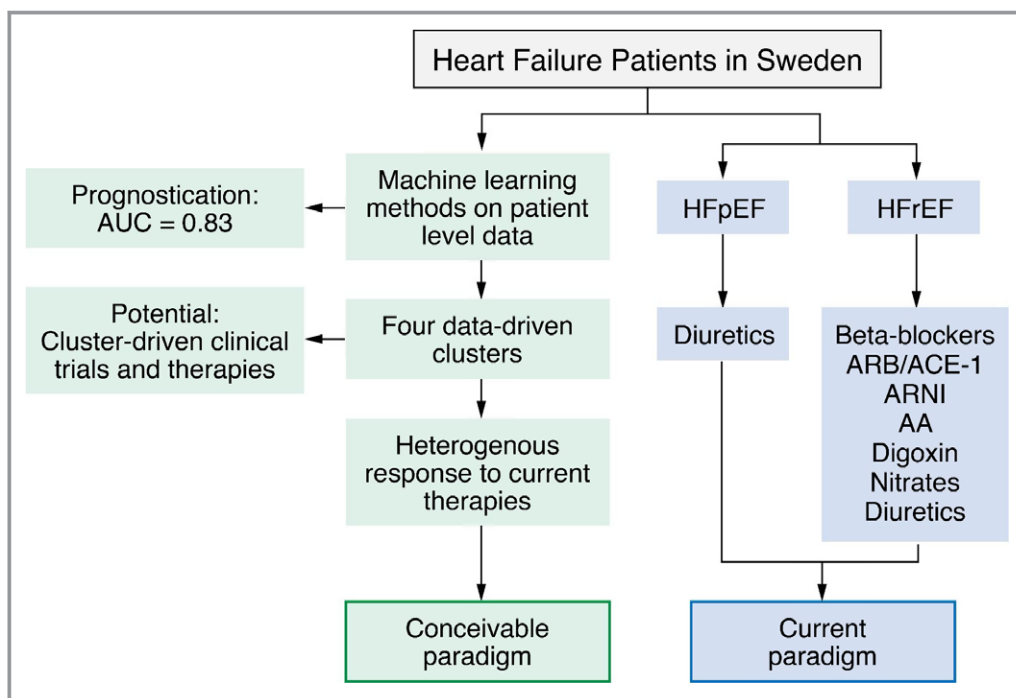 Heart Failure Patients in Sweden
Prognostication:
AUC = 0.83
Machine learning
methods on patient
level data
HFpEF
HFrEF
Potential:
Cluster-driven clinical
trials and therapies
Four data-driven
clusters
Diuretics
Beta-blockers
ARB/ACE-1
ARNI
AA
Digoxin
Nitrates
Diuretics
Heterogenous
response to current
therapies
Conceivable
paradigm
Current
paradigm